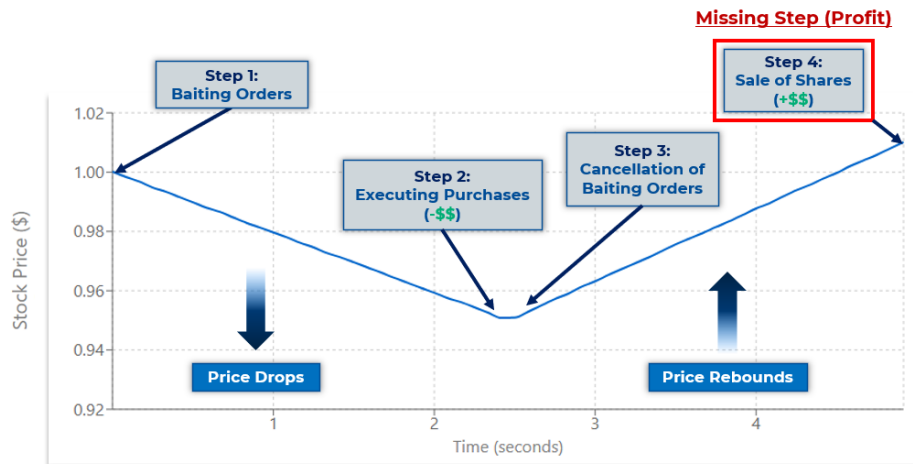 Missing Step (Profit)
Step 1:
Baiting Orders
Step 4:
Sale of Shares
(+$$)
Step 2:
Executing Purchases
(-$$)
Step 3:
Cancellation of
Baiting Orders
Price Drops
Price Rebounds
Stock Price ($)
1.02
1.00
0.98
0.96
0.94
0.92
1
2
3
4
Time (seconds)